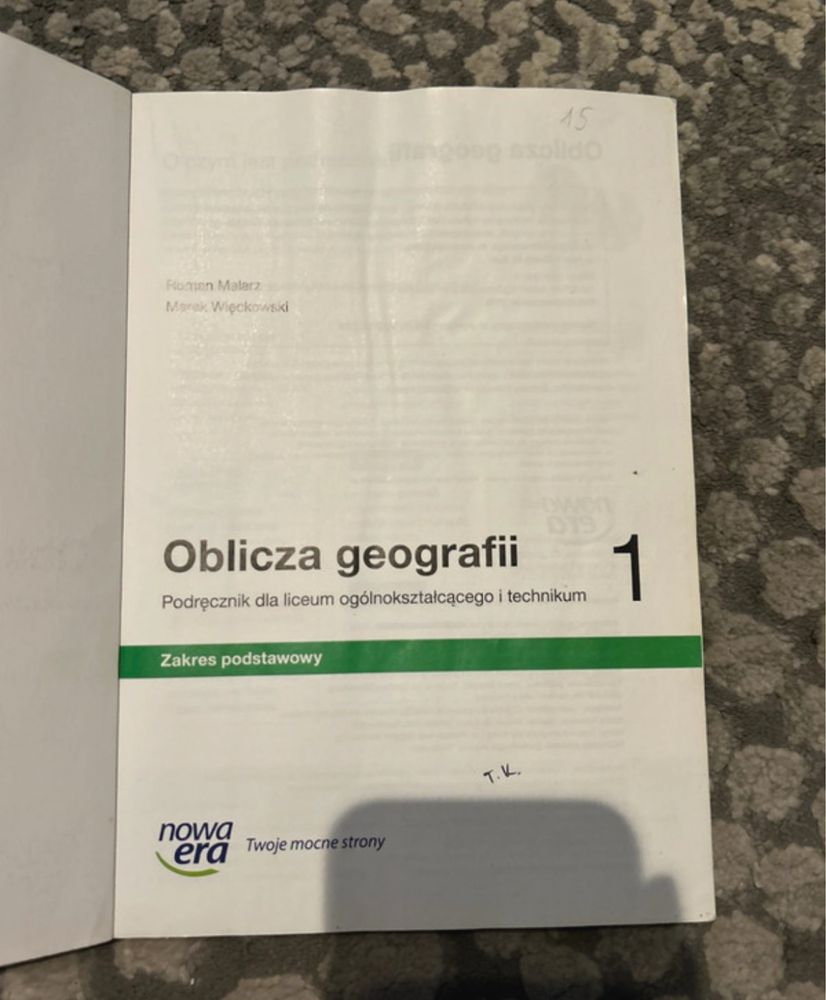 15
Roman Malarz
Marek Więckowski
Oblicza geografii 1
Podręcznik dla liceum ogólnokształcącego i technikum
Zakres podstawowy
T.K.
nowa
era Twoje mocne strony